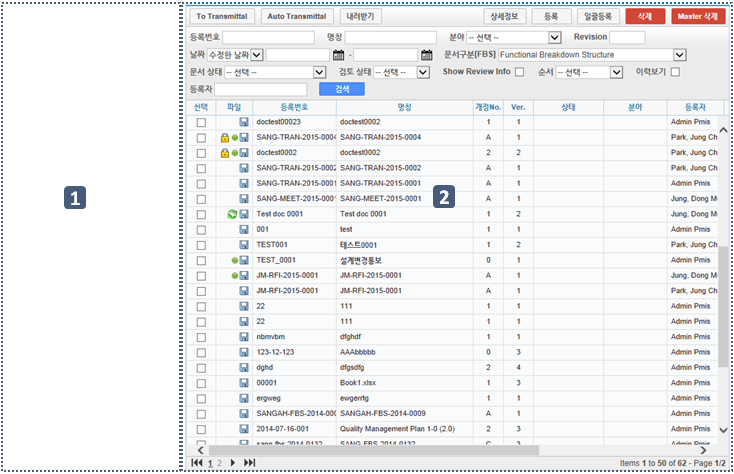 To Transmittal Auto Transmittal 내려받기 상세정보 등록 일괄등록 삭제 Master 삭제
등록번호 명칭 분야 -- 선택 -- Revision
날짜 수정한 날짜 - 문서구분[FBS] Functional Breakdown Structure
문서 상태 -- 선택 -- 검토 상태 -- 선택 -- Show Review Info 순서 -- 선택 -- 이력보기
등록자 검색
선택 파일 등록번호 명칭 개정No. Ver. 상태 분야 등록자
doctest00023 doctest0002 1 1 Admin Pmis
SANG-TRAN-2015-0004 SANG-TRAN-2015-0004 A 1 Park, Jung Ch
doctest0002 doctest0002 2 2 Park, Jung Ch
SANG-TRAN-2015-0002 SANG-TRAN-2015-0002 A 1 Park, Jung Ch
SANG-TRAN-2015-0001 SANG-TRAN-2015-0001 A 1 Admin Pmis
1
SANG-MEET-2015-0001 SANG-MEET-2015-0001 2 A 1 Jung, Dong M
Test doc 0001 Test doc 0001 1 2 Jung, Dong M
001 test 1 1 Admin Pmis
TEST001 테스트0001 1 2 Park, Jung Ch
TEST_0001 설계변경통보 0 1 Admin Pmis
JM-RFI-2015-0001 JM-RFI-2015-0001 A 1 Jung, Dong M
JM-RFI-2015-0001 JM-RFI-2015-0001 A 1 Park, Jung Ch
22 111 1 1 Admin Pmis
22 111 1 1 Admin Pmis
nbmvbm dfghdf 1 1 Admin Pmis
123-12-123 AAAbbbbb 0 3 Admin Pmis
dghd dfgsdfg 2 4 Admin Pmis
00001 Book1.xlsx 1 3 Admin Pmis
ergweg ewgerrtg 1 1 Admin Pmis
SANGAH-FBS-2014-000 SANGAH-FBS-2014-0009 A 1 Admin Pmis
2014-07-16-001 Quality Management Plan 1-0 (2.0) 2 3 Admin Pmis
sang-fbs-2014-0132 SANG-FBS-2014-0132 C 3 Admin Pmis
1 2 Items 1 to 50 of 62 - Page 1/2